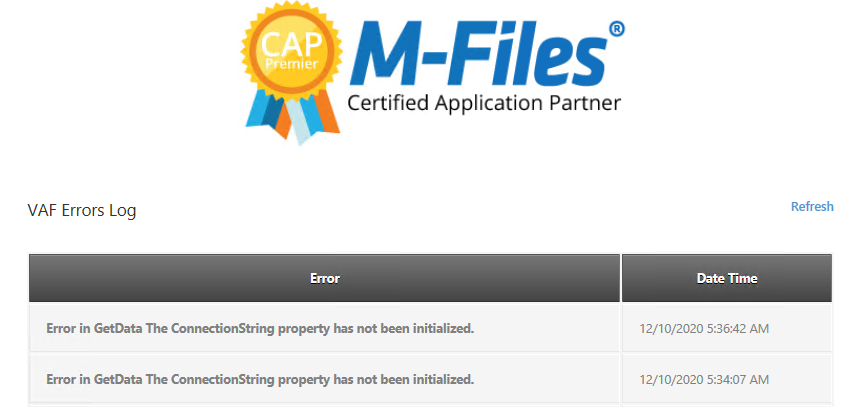 CAP
Premier
M-Files®
Certified Application Partner
VAF Errors Log
Refresh
Error
Date Time
Error in GetData The ConnectionString property has not been initialized.
12/10/2020 5:36:42 AM
Error in GetData The ConnectionString property has not been initialized.
12/10/2020 5:34:07 AM